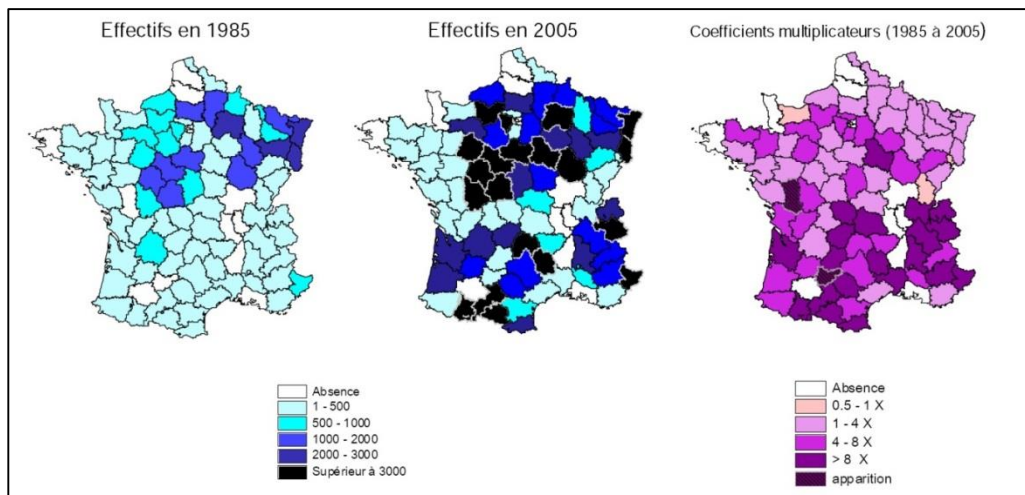 Effectifs en 1985
Effectifs en 2005
Coefficients multiplicateurs (1985 à 2005)
Absence
1 - 500
500 - 1000
1000 - 2000
2000 - 3000
Supérieur à 3000
Absence
0.5 - 1 X
1 - 4 X
4 - 8 X
> 8 X
apparition